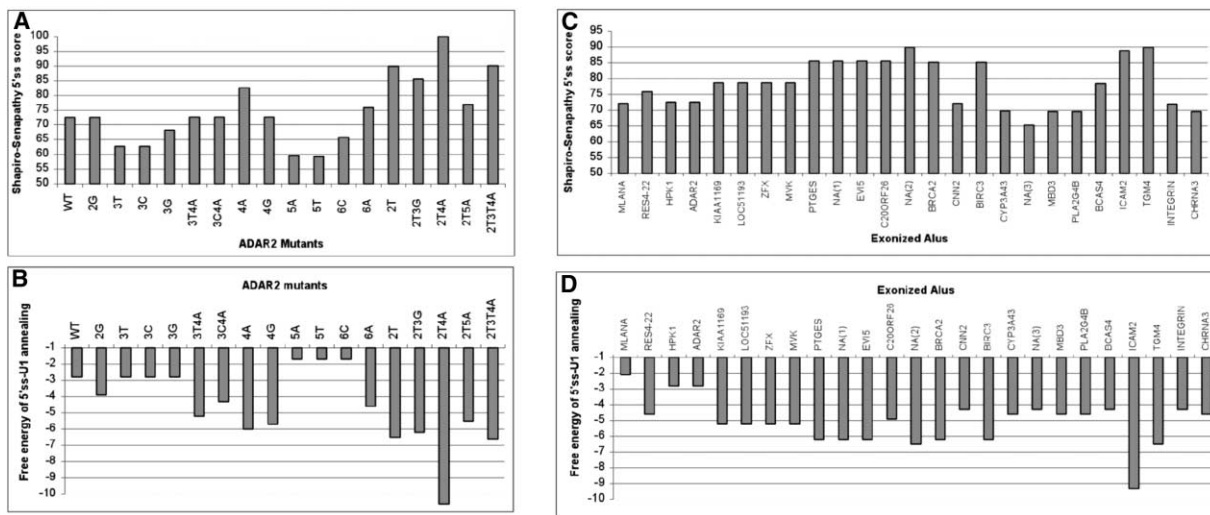 A
Shapiro-Senapathy 5'ss score
100
95
90
85
80
75
70
65
60
55
50
WT 2G 3T 3C 3G 3T4A 3C4A 4A 4G 5A 5T 6C 6A 2T 2T3G 2T4A 2T5A 2T3T4A
ADAR2 Mutants
B
ADAR2 mutants
WT 2G 3T 3C 3G 3T4A 3C4A 4A 4G 5A 5T 6C 6A 2T 2T3G 2T4A 2T5A 2T3T4A
Free energy of 5'ss-U1 annealing
-1
-2
-3
-4
-5
-6
-7
-8
-9
-10
C
Shapiro-Senapathy 5'ss score
95
90
85
80
75
70
65
60
55
50
MLANA RES4-22 HPK1 ADAR2 KIAA1169 LOC51193 ZFX MVK PTGES NA(1) EVI5 C20ORF26 NA(2) BRCA2 CNN2 BIRC3 CYP3A43 NA(3) MBD3 PLA2G4B BCAS4 ICAM2 TGM4 INTEGRIN CHRNA3
Exonized Alus
D
Exonized Alus
MLANA RES4-22 HPK1 ADAR2 KIAA1169 LOC51193 ZFX MVK PTGES NA(1) EVI5 C20ORF26 NA(2) BRCA2 CNN2 BIRC3 CYP3A43 NA(3) MBD3 PLA2G4B BCAS4 ICAM2 TGM4 INTEGRIN CHRNA3
Free energy of 5'ss-U1 annealing
-1
-2
-3
-4
-5
-6
-7
-8
-9
-10